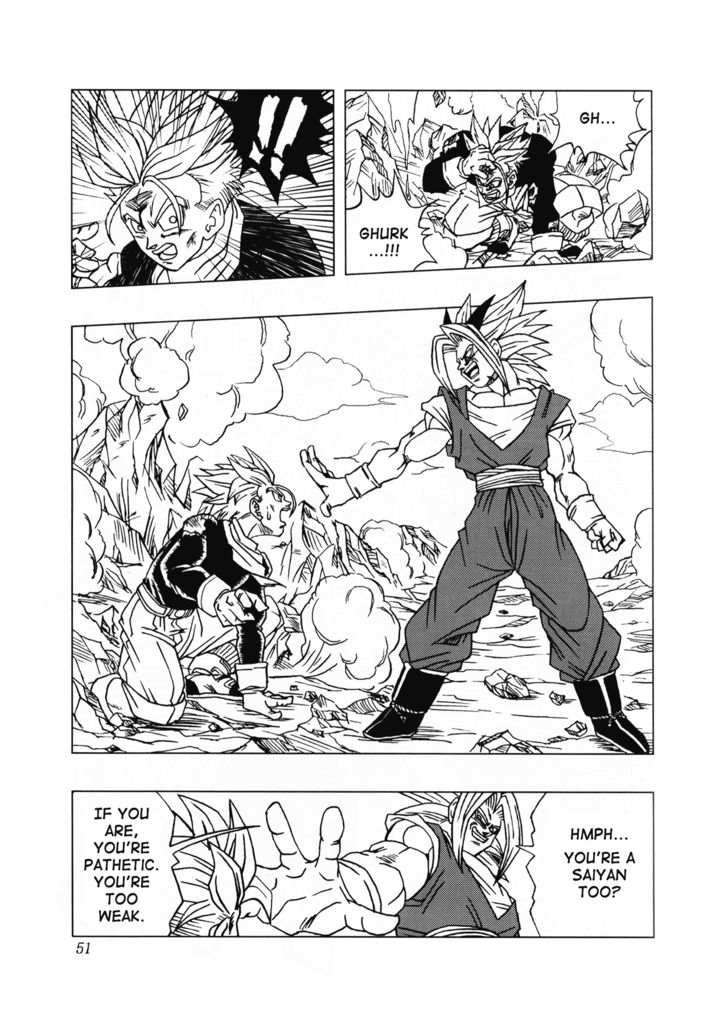 GH...
GHURK
...!!!
!!
HMPH...
YOU'RE A
SAIYAN
TOO?
IF YOU
ARE,
YOU'RE
PATHETIC.
YOU'RE
TOO
WEAK.
51